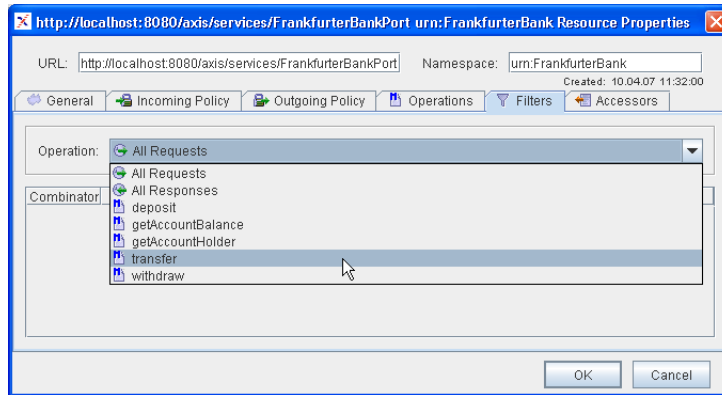 http://localhost:8080/axis/services/FrankfurterBankPort urn:FrankfurterBank Resource Properties
URL: http://localhost:8080/axis/services/FrankfurterBankPort Namespace: urn:FrankfurterBank
Created: 10.04.07 11:32:00
General Incoming Policy Outgoing Policy Operations Filters Accessors
Operation: All Requests
All Requests
All Responses
Combinator
deposit
getAccountBalance
getAccountHolder
transfer
withdraw
OK Cancel